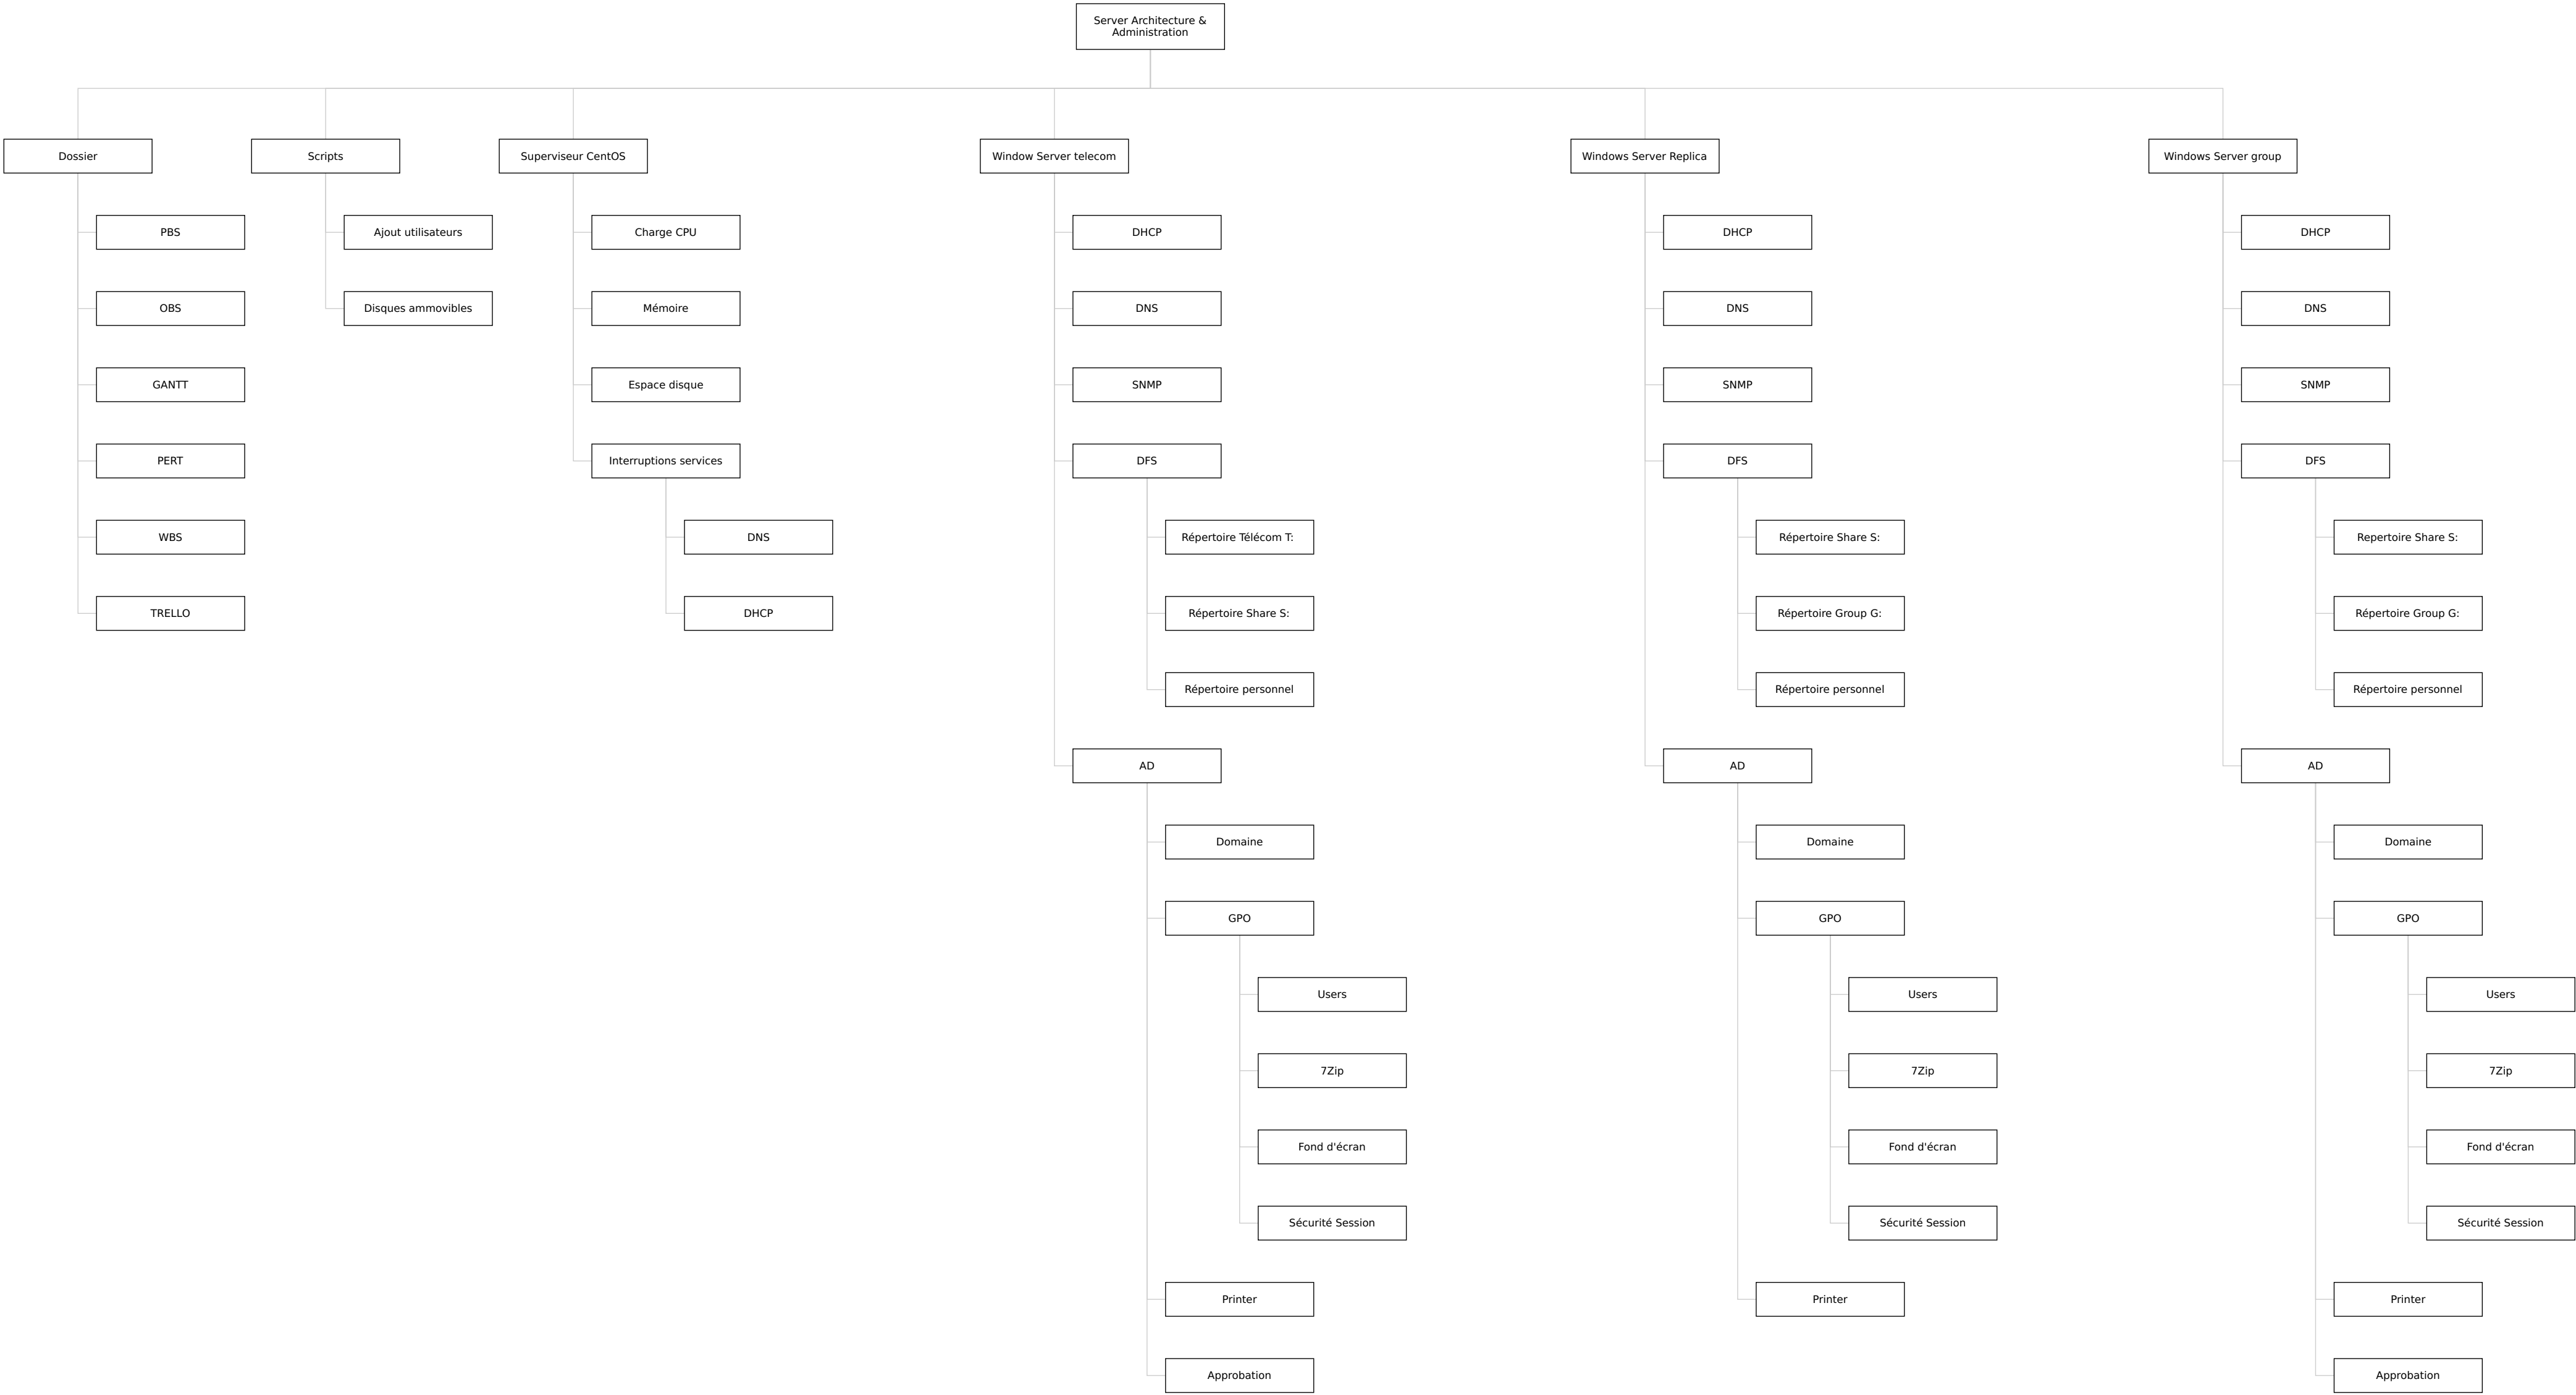 Server Architecture &
Administration
Dossier
Scripts
Superviseur CentOS
Window Server telecom
Windows Server Replica
Windows Server group
PBS
OBS
GANTT
PERT
WBS
TRELLO
Ajout utilisateurs
Disques ammovibles
Charge CPU
Mémoire
Espace disque
Interruptions services
DNS
DHCP
DHCP
DNS
SNMP
DFS
Répertoire Télécom T:
Répertoire Share S:
Répertoire personnel
AD
Domaine
GPO
Users
7Zip
Fond d'écran
Sécurité Session
Printer
Approbation
DHCP
DNS
SNMP
DFS
Répertoire Share S:
Répertoire Group G:
Répertoire personnel
AD
Domaine
GPO
Users
7Zip
Fond d'écran
Sécurité Session
Printer
DHCP
DNS
SNMP
DFS
Repertoire Share S:
Répertoire Group G:
Répertoire personnel
AD
Domaine
GPO
Users
7Zip
Fond d'écran
Sécurité Session
Printer
Approbation